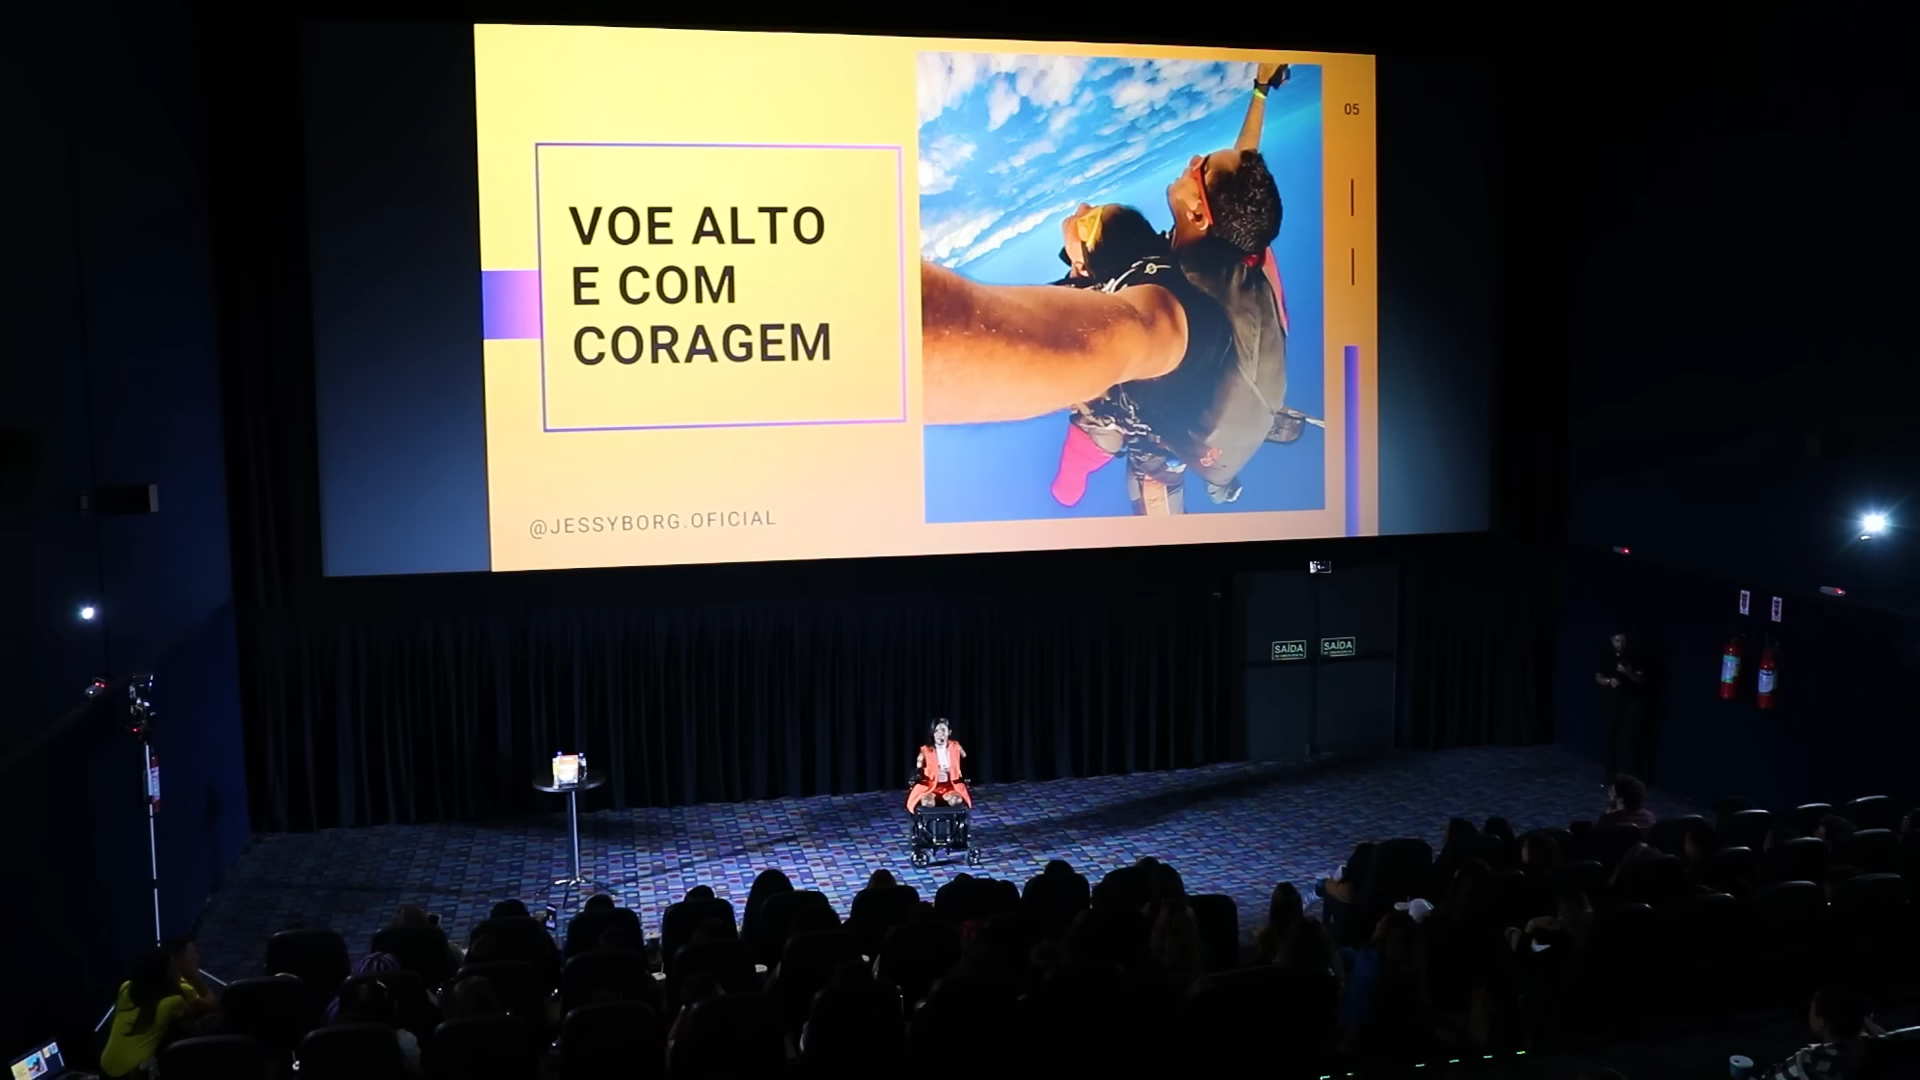 VOE ALTO
E COM
CORAGEM
05
@JESSYBORG.OFICIAL
SAÍDA
SAÍDA